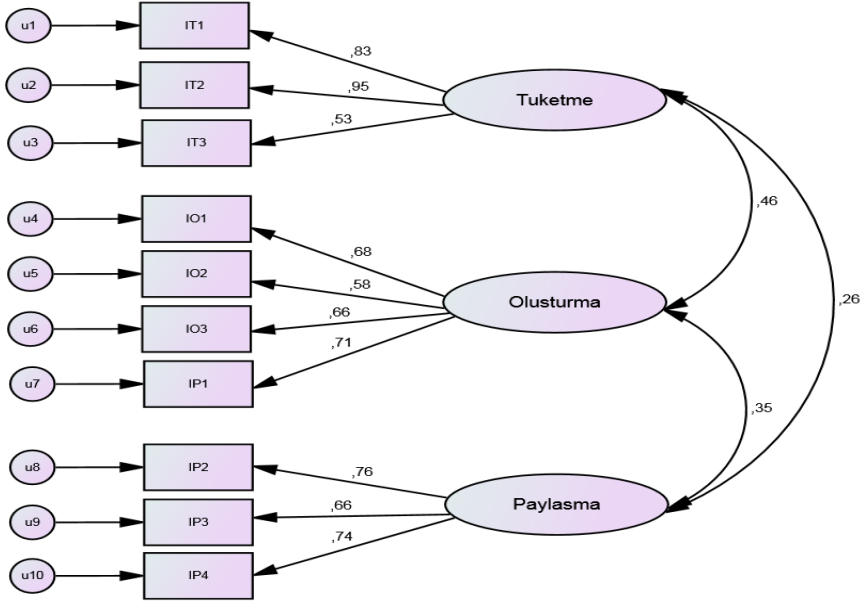 u1
IT1
,83
u2
IT2
,95
Tuketme
u3
IT3
,53
,46
u4
IO1
,68
u5
IO2
,58
Olusturma
,26
u6
IO3
,66
u7
IP1
,71
,35
u8
IP2
,76
u9
IP3
,66
Paylasma
u10
IP4
,74